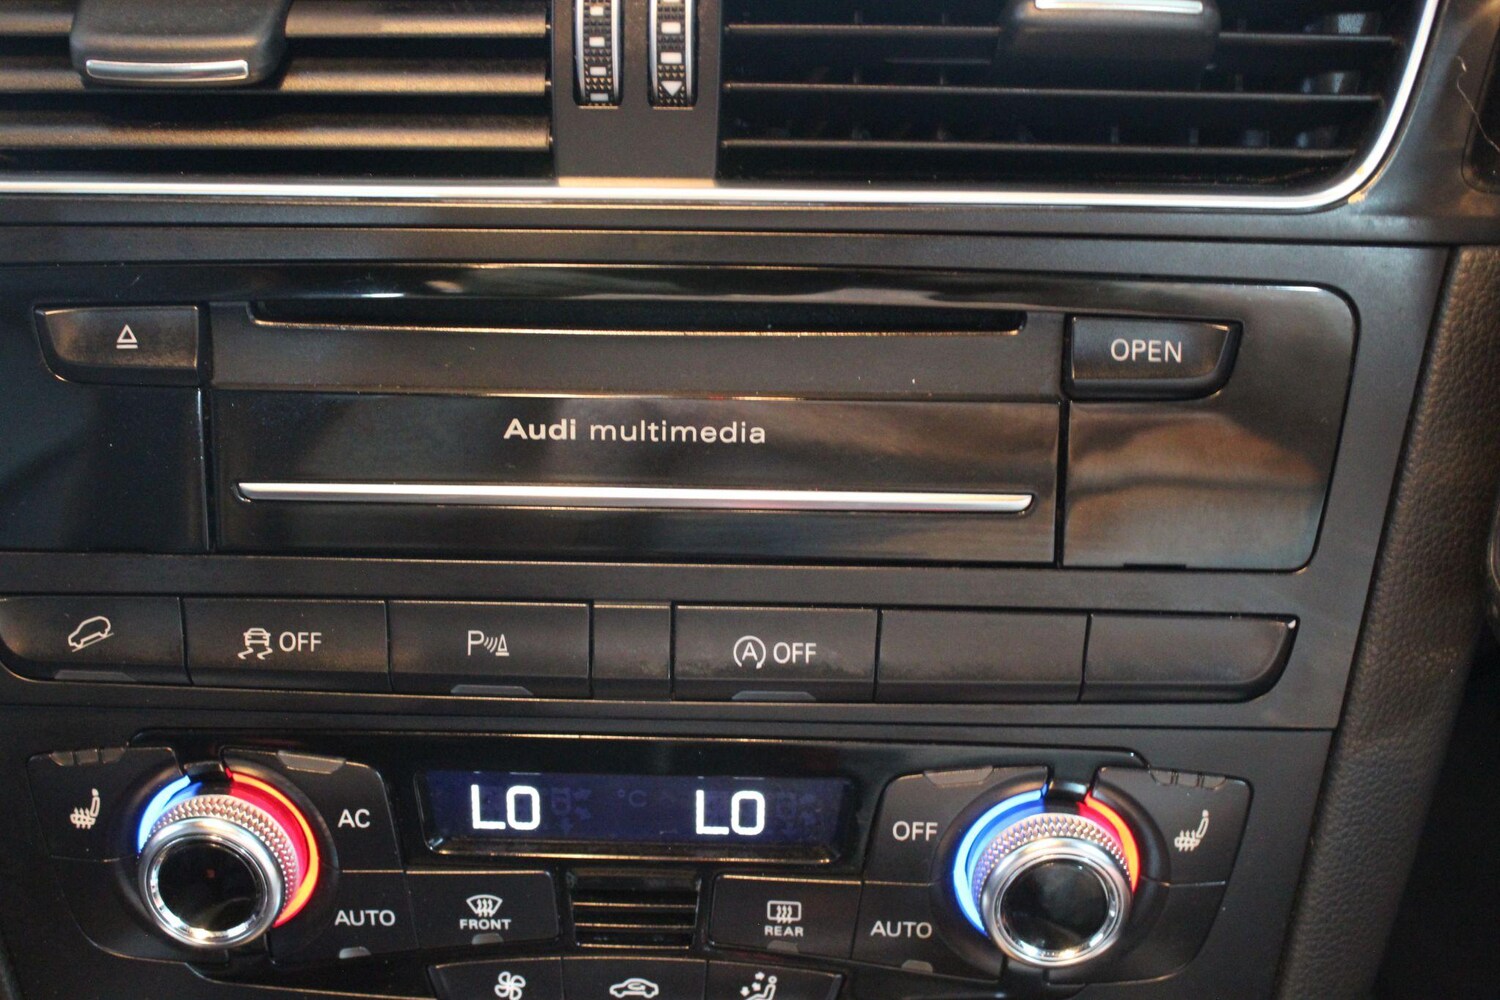 OPEN
Audi multimedia
OFF
P
A OFF
AC
LO
°C
LO
OFF
AUTO
FRONT
REAR
AUTO